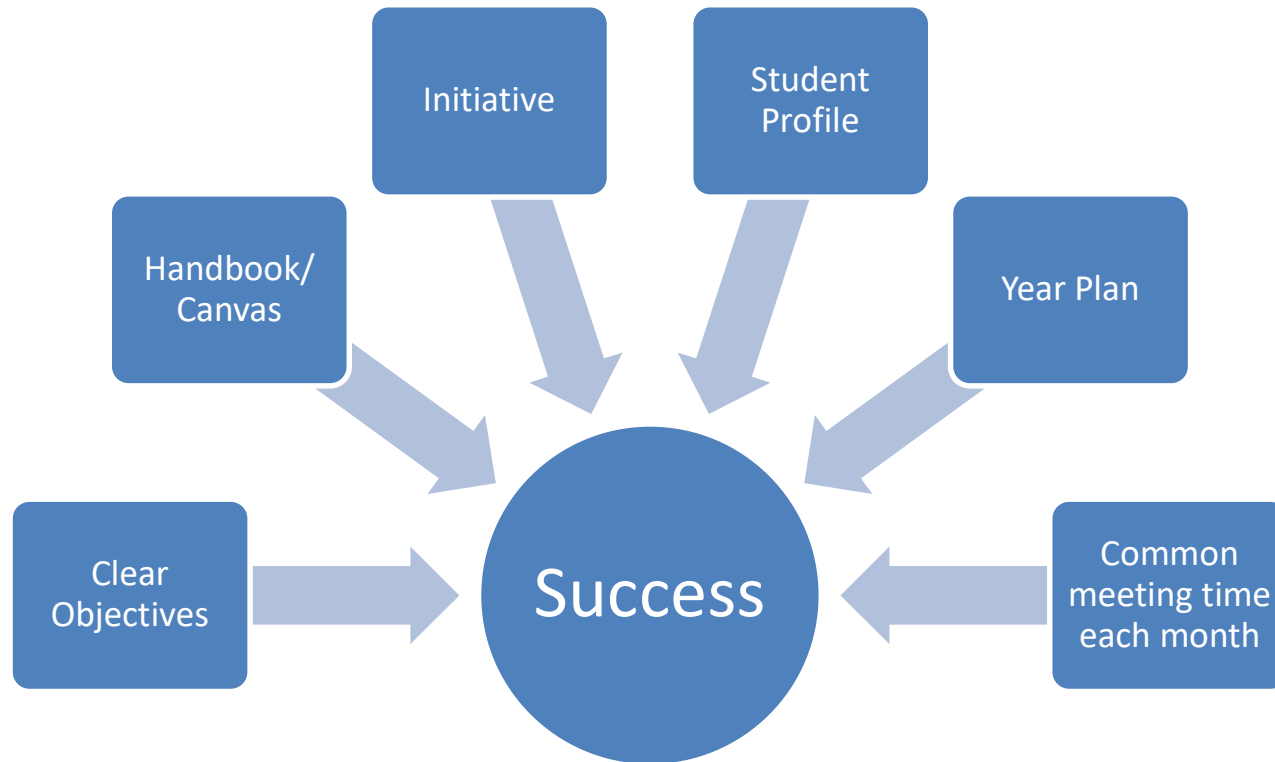 Initiative
Student
Profile
Handbook/
Canvas
Year Plan
Clear
Objectives
Success
Common
meeting time
each month